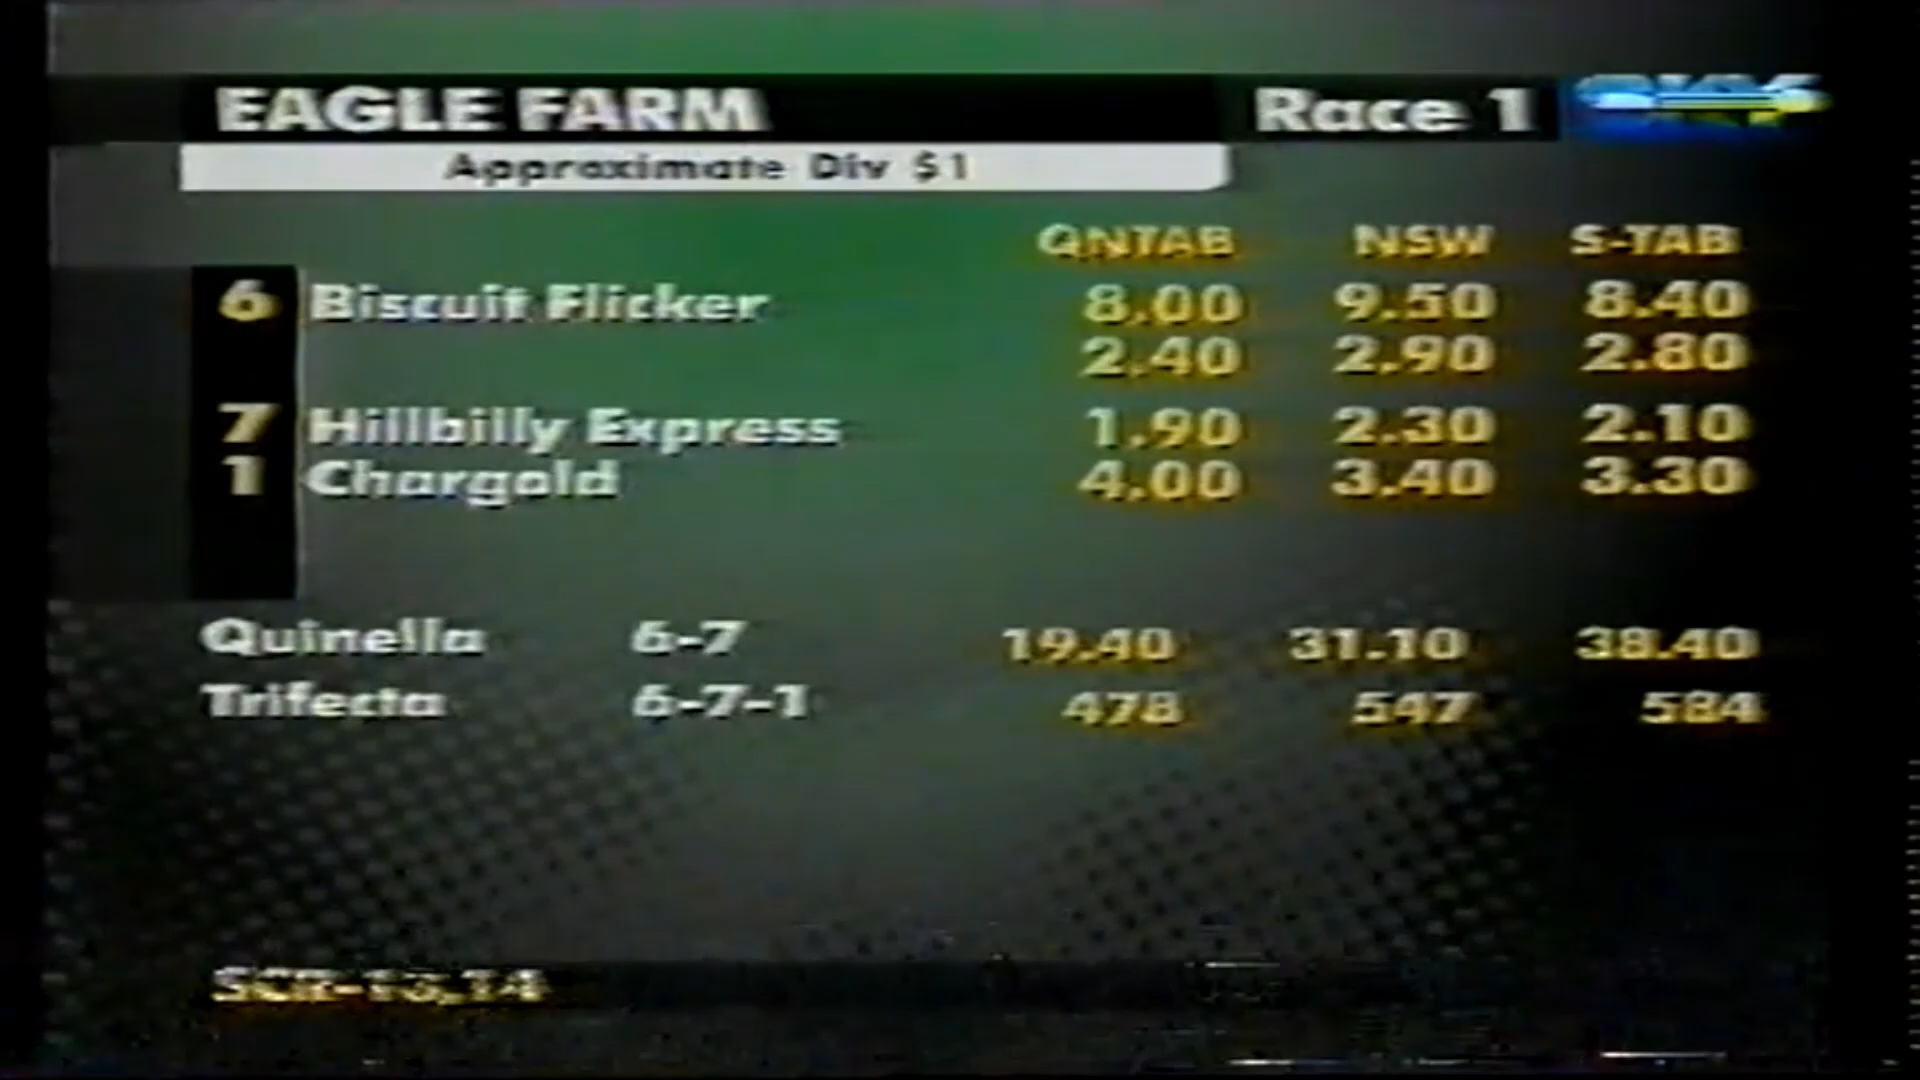 EAGLE FARM Race 1 SKY
Approximate Div $1
QNTAB NSW S-TAB
6 Biscuit Flicker 8.00 9.50 8.40
2.40 2.90 2.80
7 Hillbilly Express 1.90 2.30 2.10
1 Chargold 4.00 3.40 3.30
Quinella 6-7 19.40 31.10 38.40
Trifecta 6-7-1 478 547 584
SCR-13,14